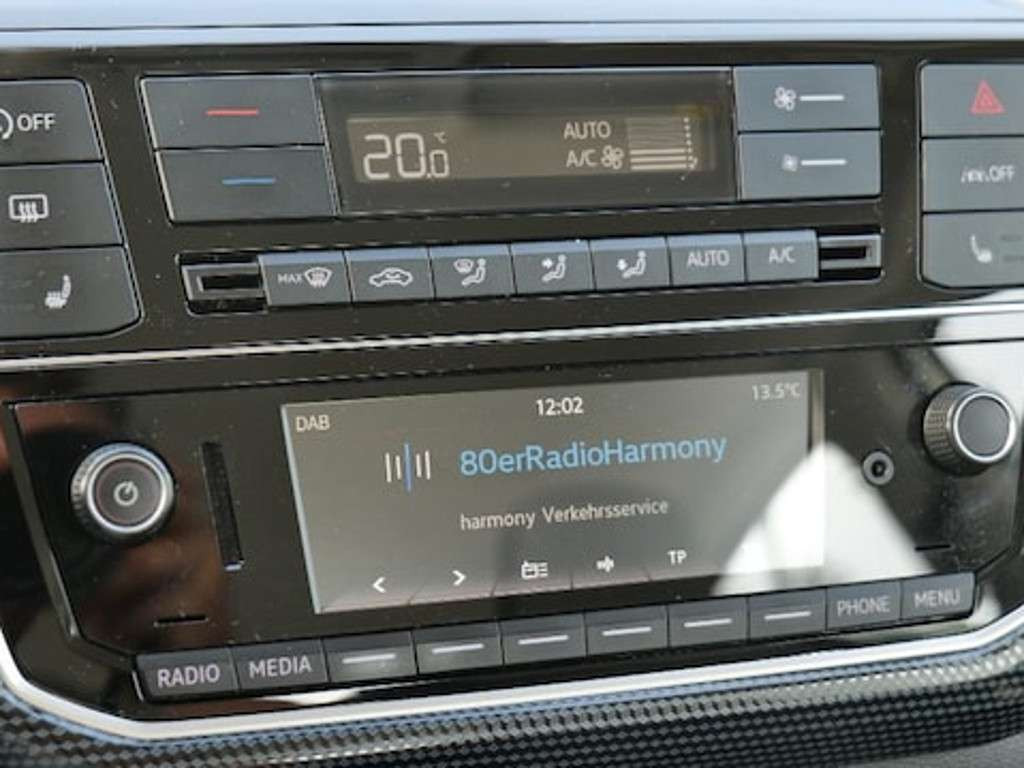 OFF
20.0 °C
AUTO
A/C
OFF
MAX
AUTO
A/C
DAB
12:02
13.5°C
80erRadioHarmony
harmony Verkehrsservice
< > TP
RADIO
MEDIA
PHONE
MENU